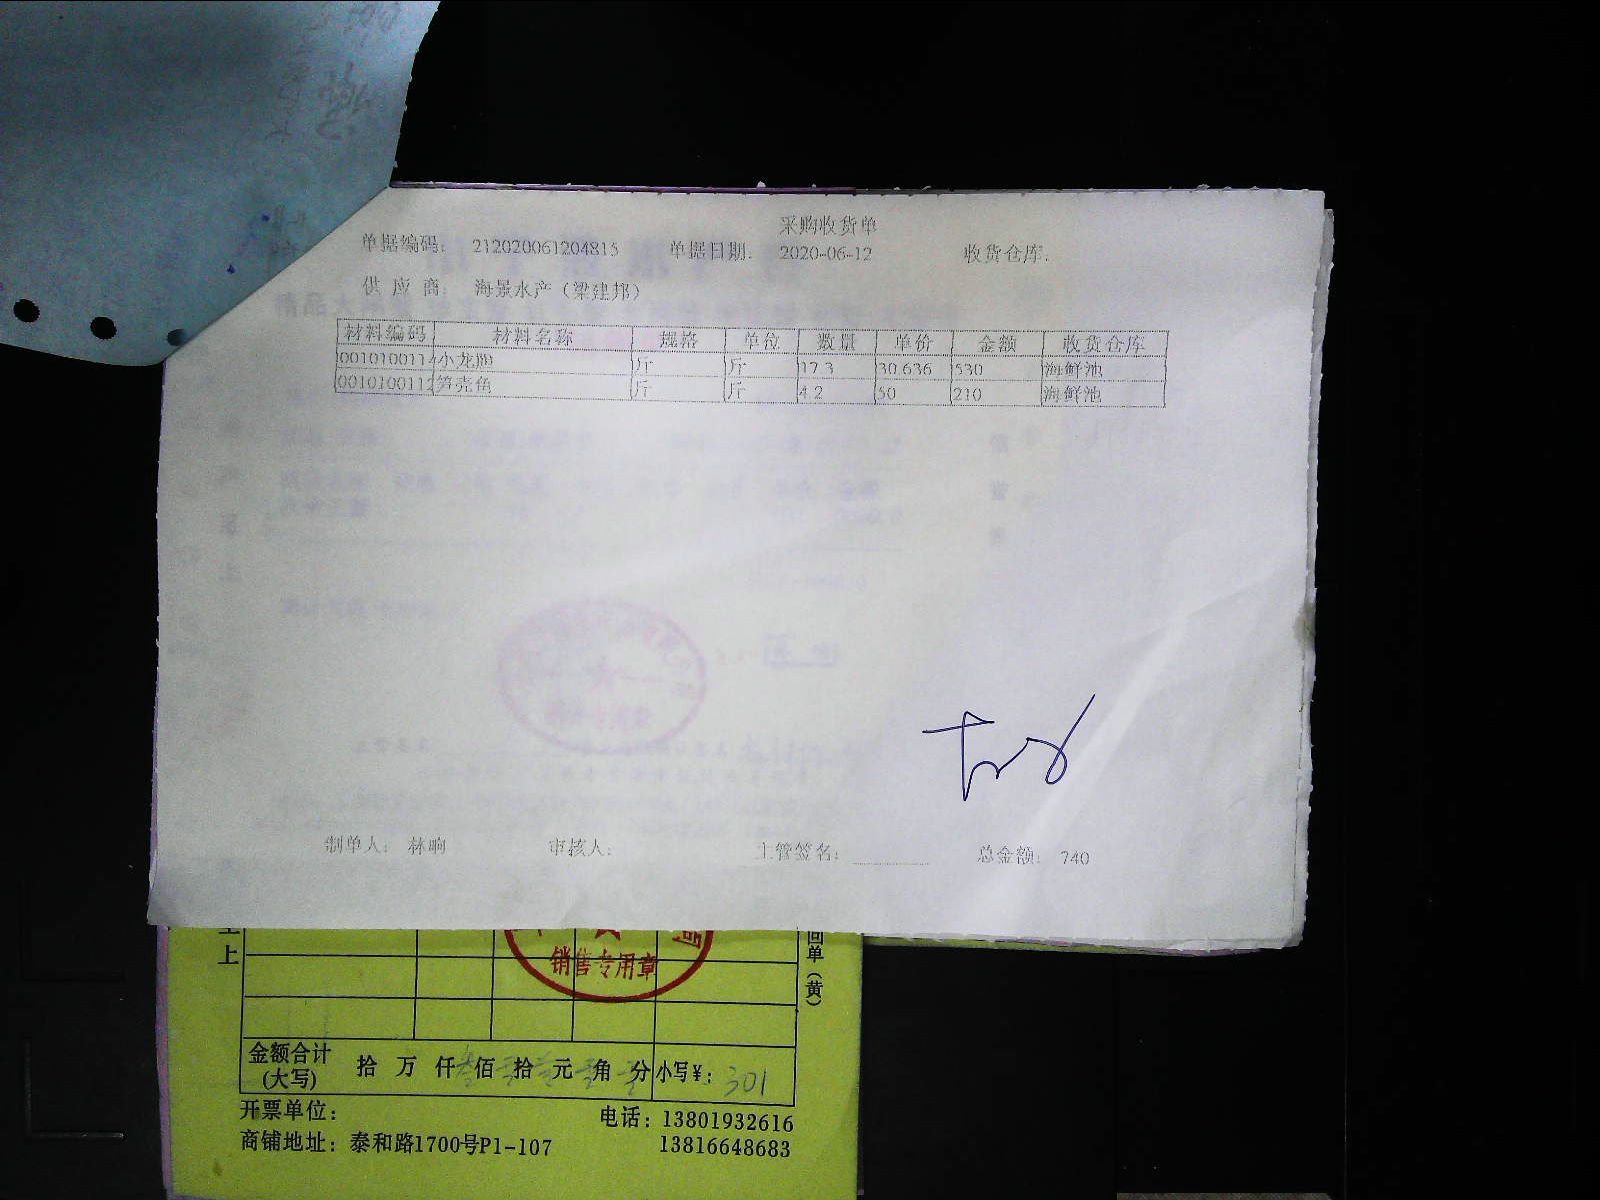 采购收货单
单据编码: 212020061204815 单据日期: 2020-06-12 收货仓库:
供 应 商: 海景水产(梁建邦)
材料编码 材料名称 规格 单位 数量 单价 金额 收货仓库
0010100114 小龙胆 斤 斤 17.3 30.636 530 海鲜池
0010100112 笋壳鱼 斤 斤 4.2 50 210 海鲜池
制单人: 林晌 审核人: 主管签名: 总金额: 740
上
销售专用章
回单(黄)
金额合计(大写) 拾 万 仟 佰 拾 元 角 分 小写¥: 301
开票单位: 电话: 13801932616
商铺地址: 泰和路1700号P1-107 13816648683